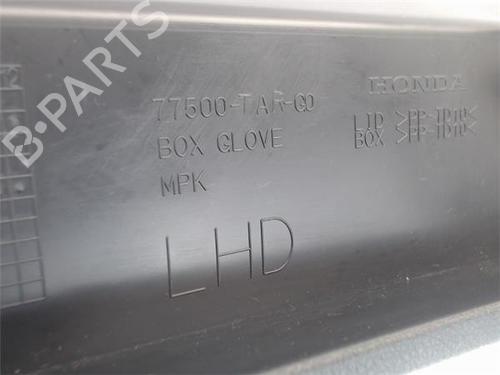 77500-TAR-G0
BOX GLOVE
MPK
LHD
HONDA
LID >PP-TD10<
BOX >PP-TD10<
B-PARTS